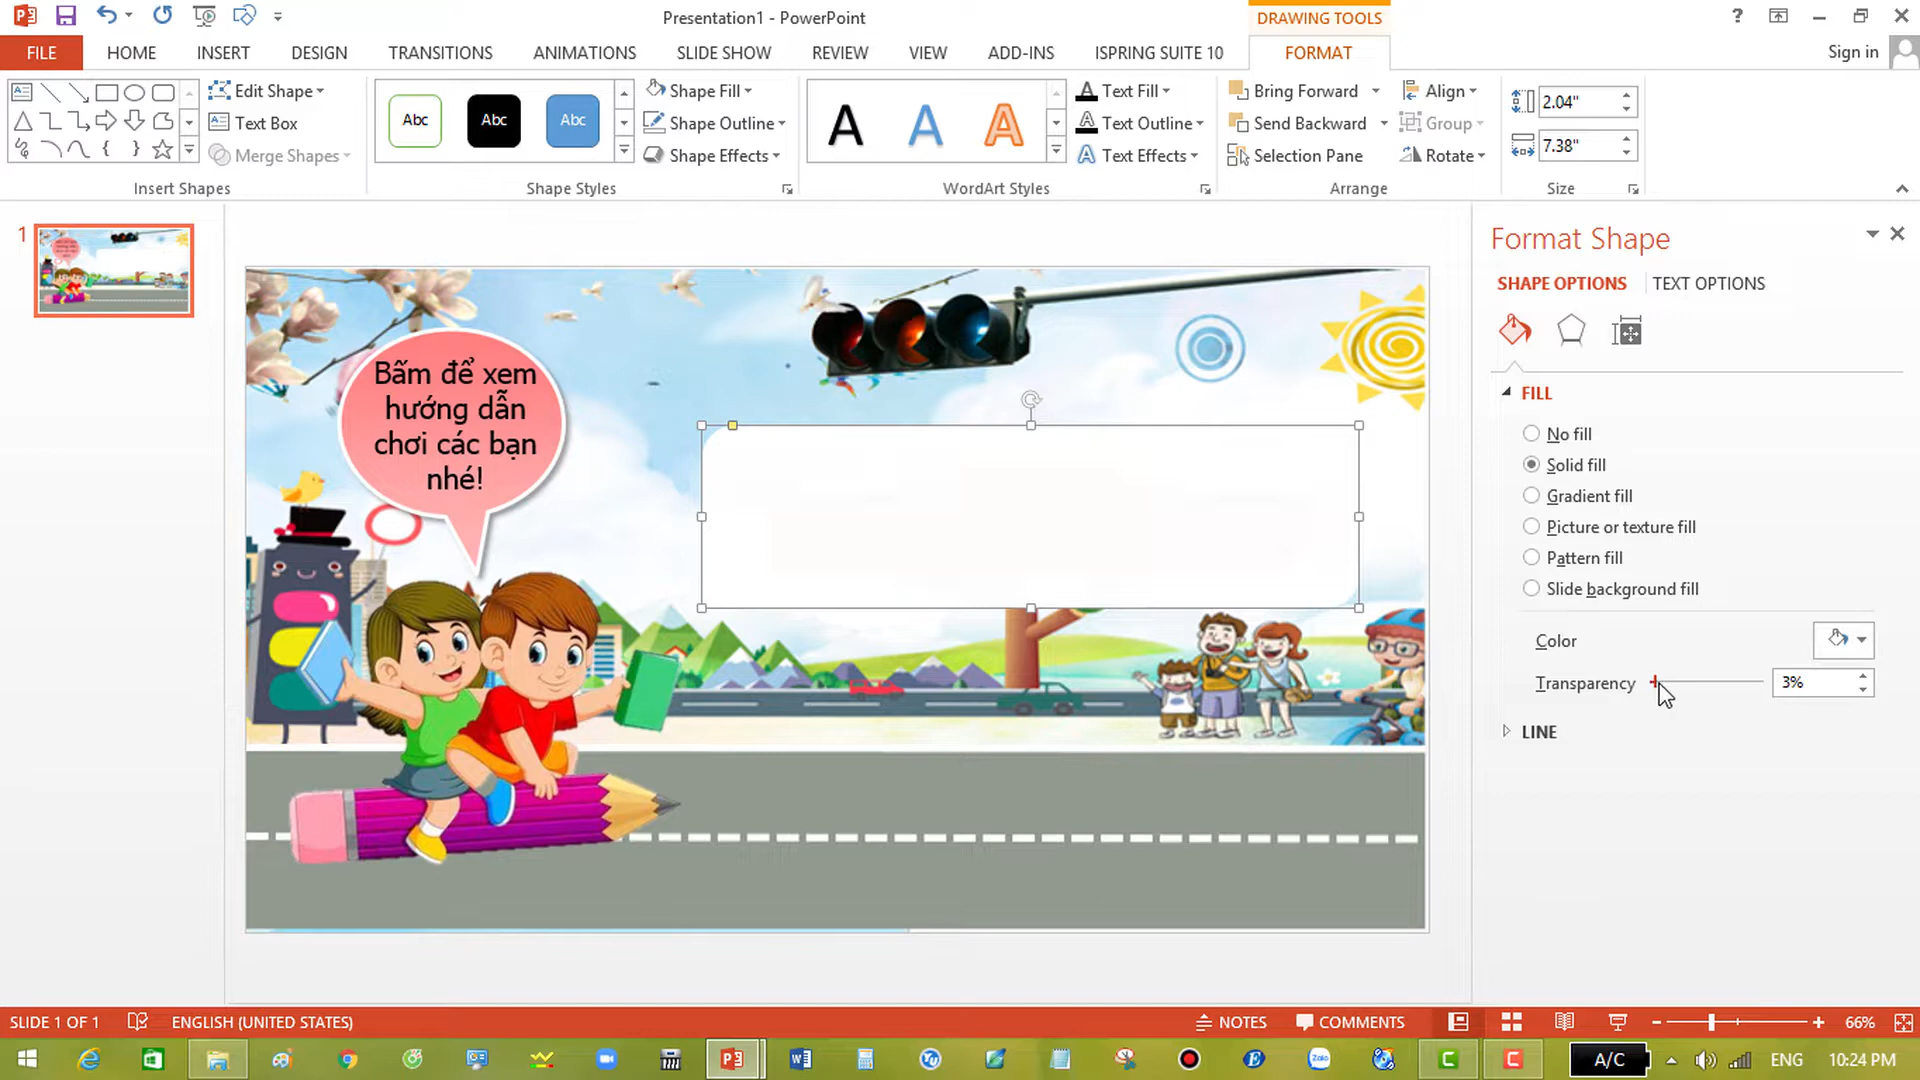 Presentation1 - PowerPoint
DRAWING TOOLS
?
FILE
HOME
INSERT
DESIGN
TRANSITIONS
ANIMATIONS
SLIDE SHOW
REVIEW
VIEW
ADD-INS
ISPRING SUITE 10
FORMAT
Sign in
Edit Shape
Text Box
Merge Shapes
Insert Shapes
Abc
Abc
Abc
Shape Fill
Shape Outline
Shape Effects
Shape Styles
A
A
A
Text Fill
Text Outline
Text Effects
WordArt Styles
Bring Forward
Send Backward
Selection Pane
Align
Group
Rotate
Arrange
2.04"
7.38"
Size
1
Bấm để xem
hướng dẫn
chơi các bạn
nhé!
Format Shape
SHAPE OPTIONS
TEXT OPTIONS
FILL
No fill
Solid fill
Gradient fill
Picture or texture fill
Pattern fill
Slide background fill
Color
Transparency
3%
LINE
SLIDE 1 OF 1
ENGLISH (UNITED STATES)
NOTES
COMMENTS
66%
A/C
ENG
10:24 PM